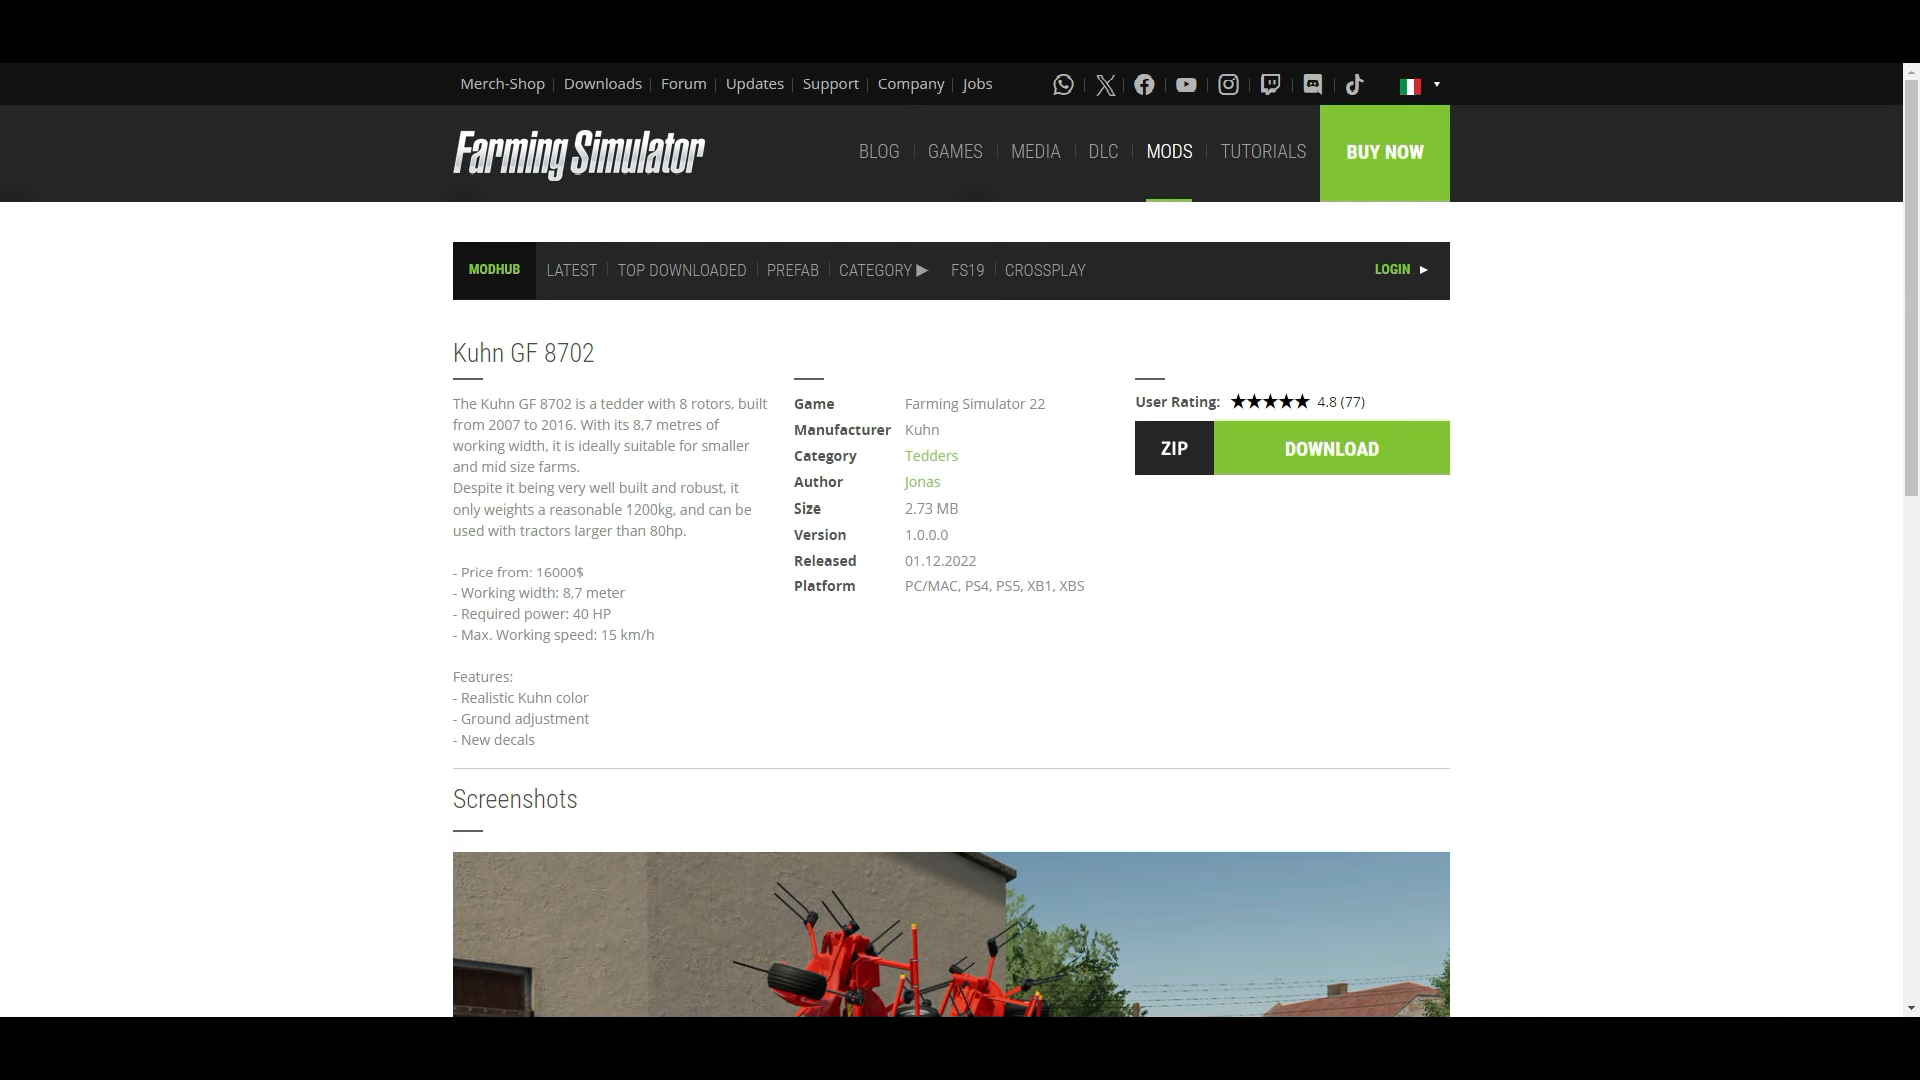 Merch-Shop Downloads Forum Updates Support Company Jobs
Farming Simulator
BLOG GAMES MEDIA DLC MODS TUTORIALS BUY NOW
MODHUB LATEST TOP DOWNLOADED PREFAB CATEGORY FS19 CROSSPLAY LOGIN
Kuhn GF 8702
The Kuhn GF 8702 is a tedder with 8 rotors, built
from 2007 to 2016. With its 8,7 metres of
working width, it is ideally suitable for smaller
and mid size farms.
Despite it being very well built and robust, it
only weights a reasonable 1200kg, and can be
used with tractors larger than 80hp.
- Price from: 16000$
- Working width: 8,7 meter
- Required power: 40 HP
- Max. Working speed: 15 km/h
Features:
- Realistic Kuhn color
- Ground adjustment
- New decals
Game Farming Simulator 22
Manufacturer Kuhn
Category Tedders
Author Jonas
Size 2.73 MB
Version 1.0.0.0
Released 01.12.2022
Platform PC/MAC, PS4, PS5, XB1, XBS
User Rating: 4.8 (77)
ZIP DOWNLOAD
Screenshots